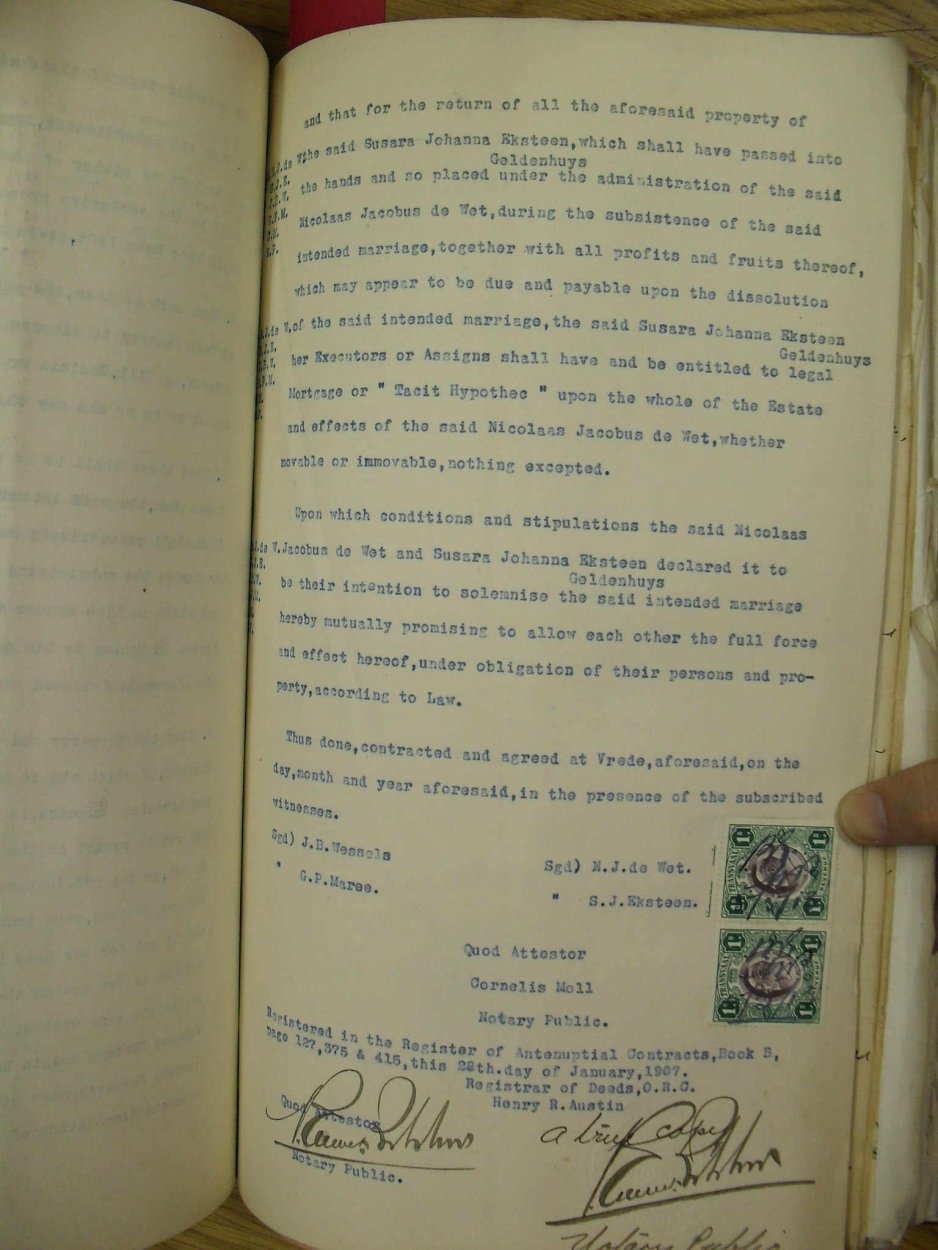 and that for the return of all the aforesaid property of
the said Susara Johanna Eksteen,which shall have passed into
Geldenhuys
the hands and so placed under the administration of the said
Nicolaas Jacobus de Wet,during the subsistence of the said
intended marriage,together with all profits and fruits thereof,
which may appear to be due and payable upon the dissolution
of the said intended marriage,the said Susara Johanna Eksteen
Geldenhuys
her Executors or Assigns shall have and be entitled to legal
Mortgage or " Tacit Hypothec " upon the whole of the Estate
and effects of the said Nicolaas Jacobus de Wet,whether
movable or immovable,nothing excepted.
Upon which conditions and stipulations the said Nicolaas
Jacobus de Wet and Susara Johanna Eksteen declared it to
Geldenhuys
be their intention to solemnise the said intended marriage
hereby mutually promising to allow each other the full force
and effect hereof,under obligation of their persons and pro-
perty,according to Law.
Thus done,contracted and agreed at Vrede,aforesaid,on the
day,month and year aforesaid,in the presence of the subscribed
witnesses.
Sgd) J.B.Wessels
" G.P.Maree.
Sgd) N.J.de Wet.
" S.J.Eksteen.
TRANSVAAL
TRANSVAAL
Quod Attestor
Cornelis Moll
Notary Public.
Registered in the Register of Antenuptial Contracts,Book B,
page 127,375 & 415,this 28th.day of January,1907.
Registrar of Deeds,O.R.C.
Henry R.Austin
Quod Attestor
Notary Public.
a true copy
Notary Public